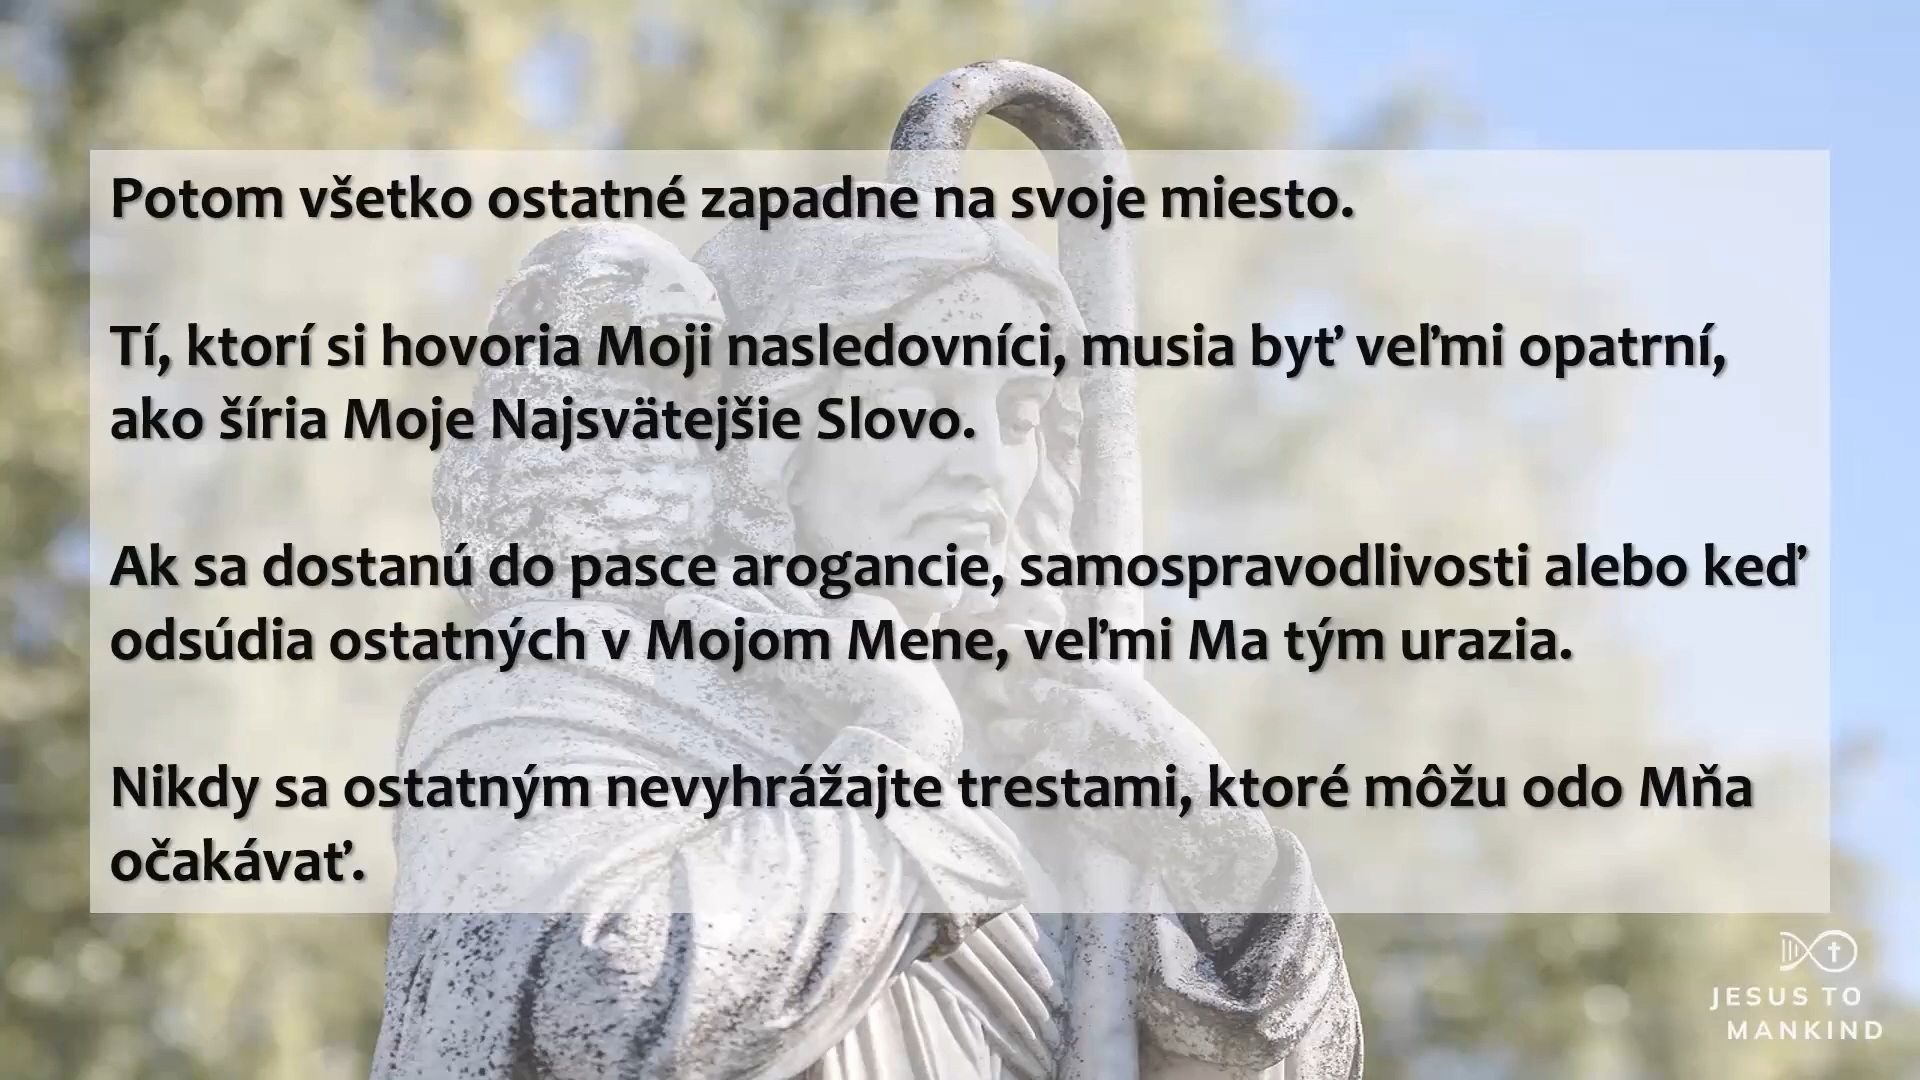 Potom všetko ostatné zapadne na svoje miesto.
Tí, ktorí si hovoria Moji nasledovníci, musia byť veľmi opatrní,
ako šíria Moje Najsvätejšie Slovo.
Ak sa dostanú do pasce arogancie, samospravodlivosti alebo keď
odsúdia ostatných v Mojom Mene, veľmi Ma tým urazia.
Nikdy sa ostatným nevyhrážajte trestami, ktoré môžu odo Mňa
očakávať.
JESUS TO
MANKIND